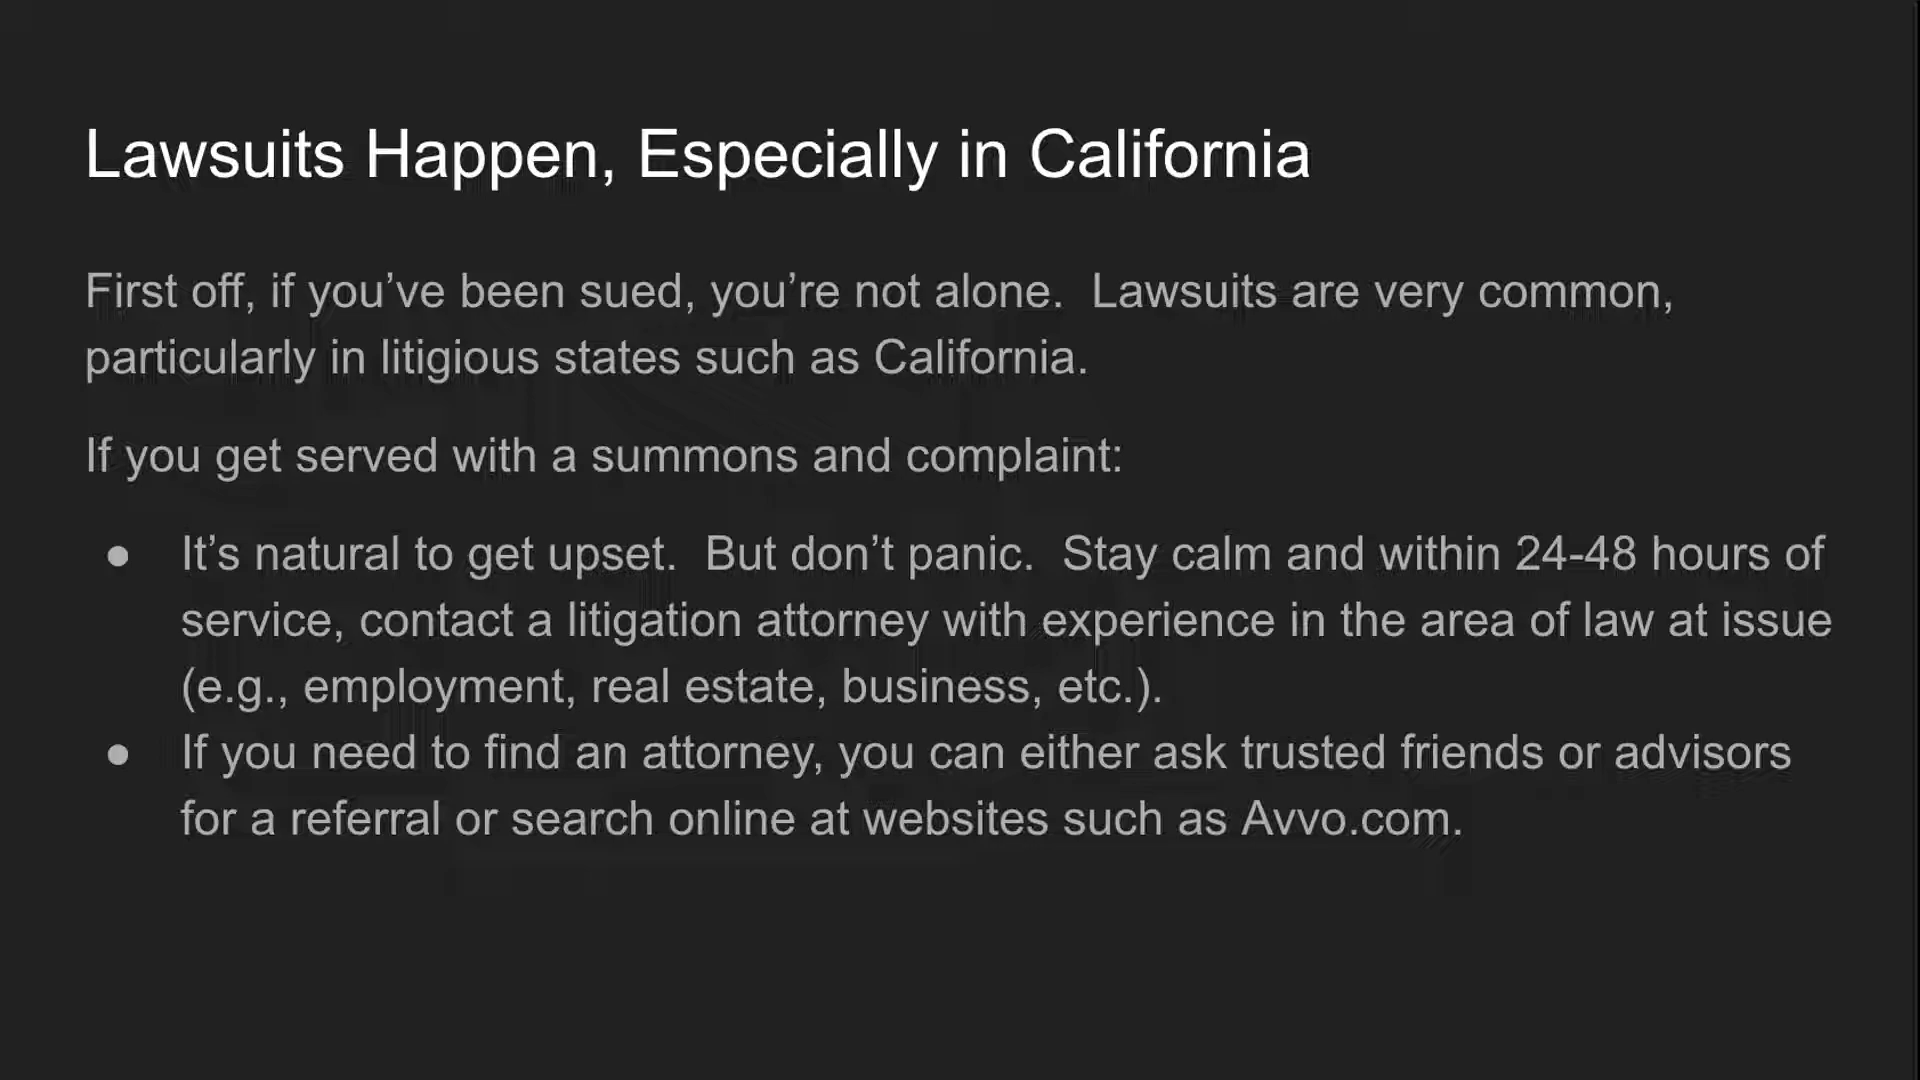 Lawsuits Happen, Especially in California
First off, if you’ve been sued, you’re not alone.  Lawsuits are very common,
particularly in litigious states such as California.
If you get served with a summons and complaint:
● It’s natural to get upset.  But don’t panic.  Stay calm and within 24-48 hours of
service, contact a litigation attorney with experience in the area of law at issue
(e.g., employment, real estate, business, etc.).
● If you need to find an attorney, you can either ask trusted friends or advisors
for a referral or search online at websites such as Avvo.com.